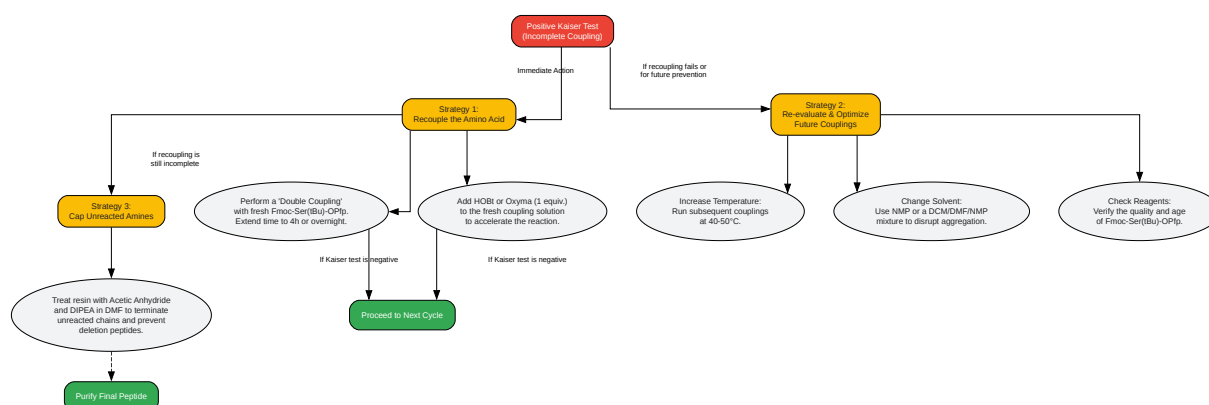 Positive Kaiser Test
(Incomplete Coupling)
Immediate Action
If recoupling fails or
for future prevention
Strategy 1:
Recouple the Amino Acid
Strategy 2:
Re-evaluate & Optimize
Future Couplings
If recoupling is
still incomplete
Strategy 3:
Cap Unreacted Amines
Perform a 'Double Coupling'
with fresh Fmoc-Ser(tBu)-OPfp.
Extend time to 4h or overnight.
Add HOBt or Oxyma (1 equiv.)
to the fresh coupling solution
to accelerate the reaction.
Increase Temperature:
Run subsequent couplings
at 40-50°C.
Change Solvent:
Use NMP or a DCM/DMF/NMP
mixture to disrupt aggregation.
Check Reagents:
Verify the quality and age
of Fmoc-Ser(tBu)-OPfp.
If Kaiser test is negative
If Kaiser test is negative
Treat resin with Acetic Anhydride
and DIPEA in DMF to terminate
unreacted chains and prevent
deletion peptides.
Proceed to Next Cycle
Purify Final Peptide